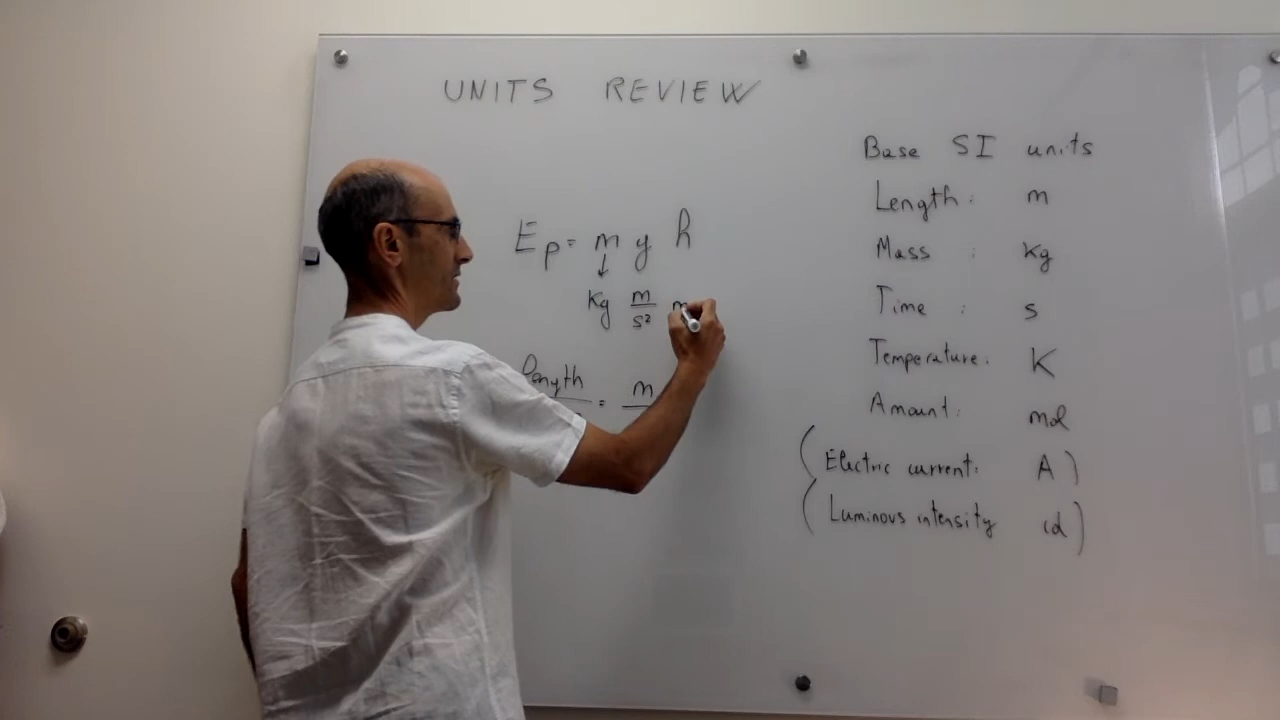 UNITS REVIEW
Ep = m g h
↓
Kg m/s² m
length = m
Base SI units
Length: m
Mass : Kg
Time : s
Temperature: K
Amount: mol
(Electric current: A)
(Luminous intensity cd)